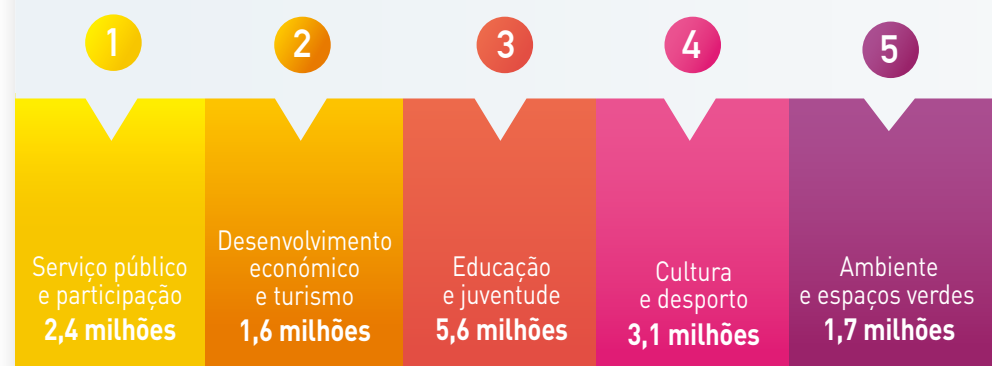 1
Serviço público
e participação
2,4 milhões
2
Desenvolvimento
económico
e turismo
1,6 milhões
3
Educação
e juventude
5,6 milhões
4
Cultura
e desporto
3,1 milhões
5
Ambiente
e espaços verdes
1,7 milhões